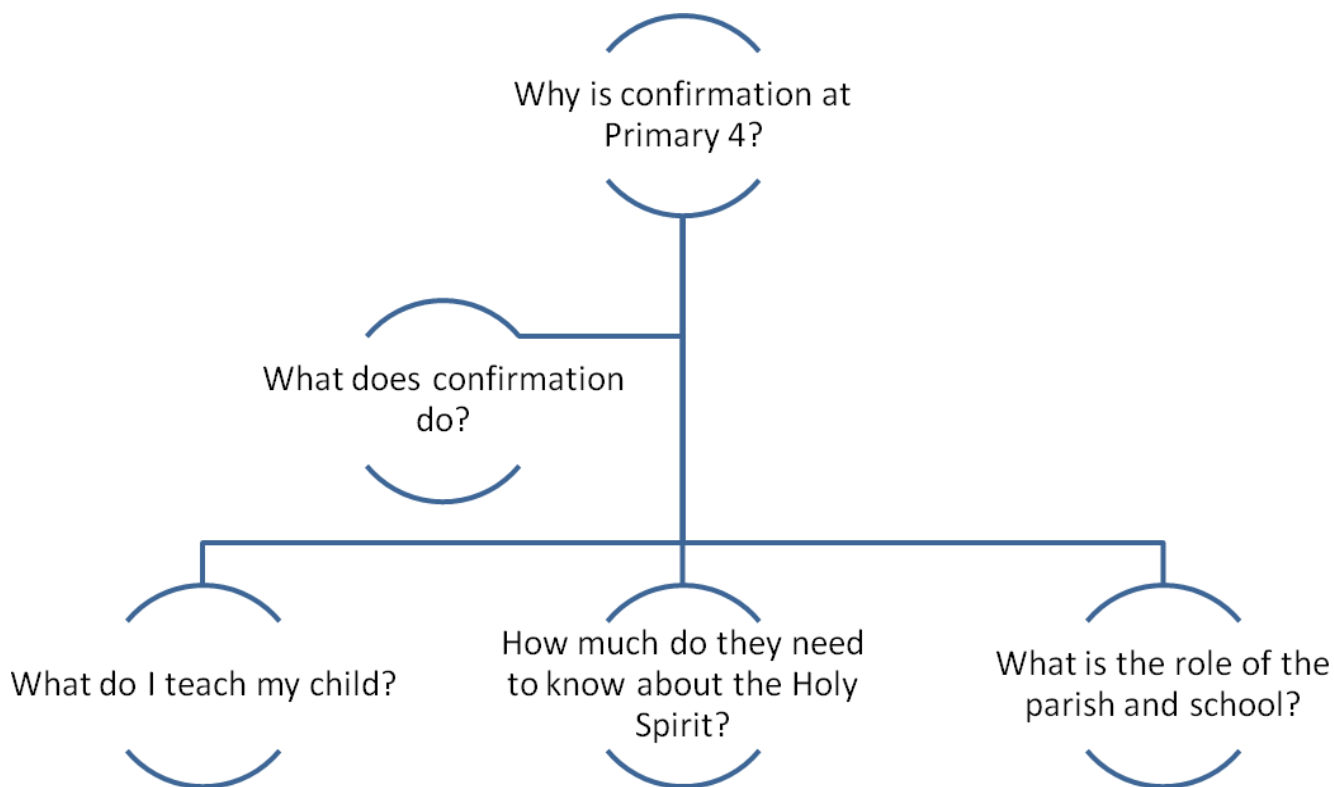 Why is confirmation at
Primary 4?
What does confirmation
do?
What do I teach my child?
How much do they need
to know about the Holy
Spirit?
What is the role of the
parish and school?